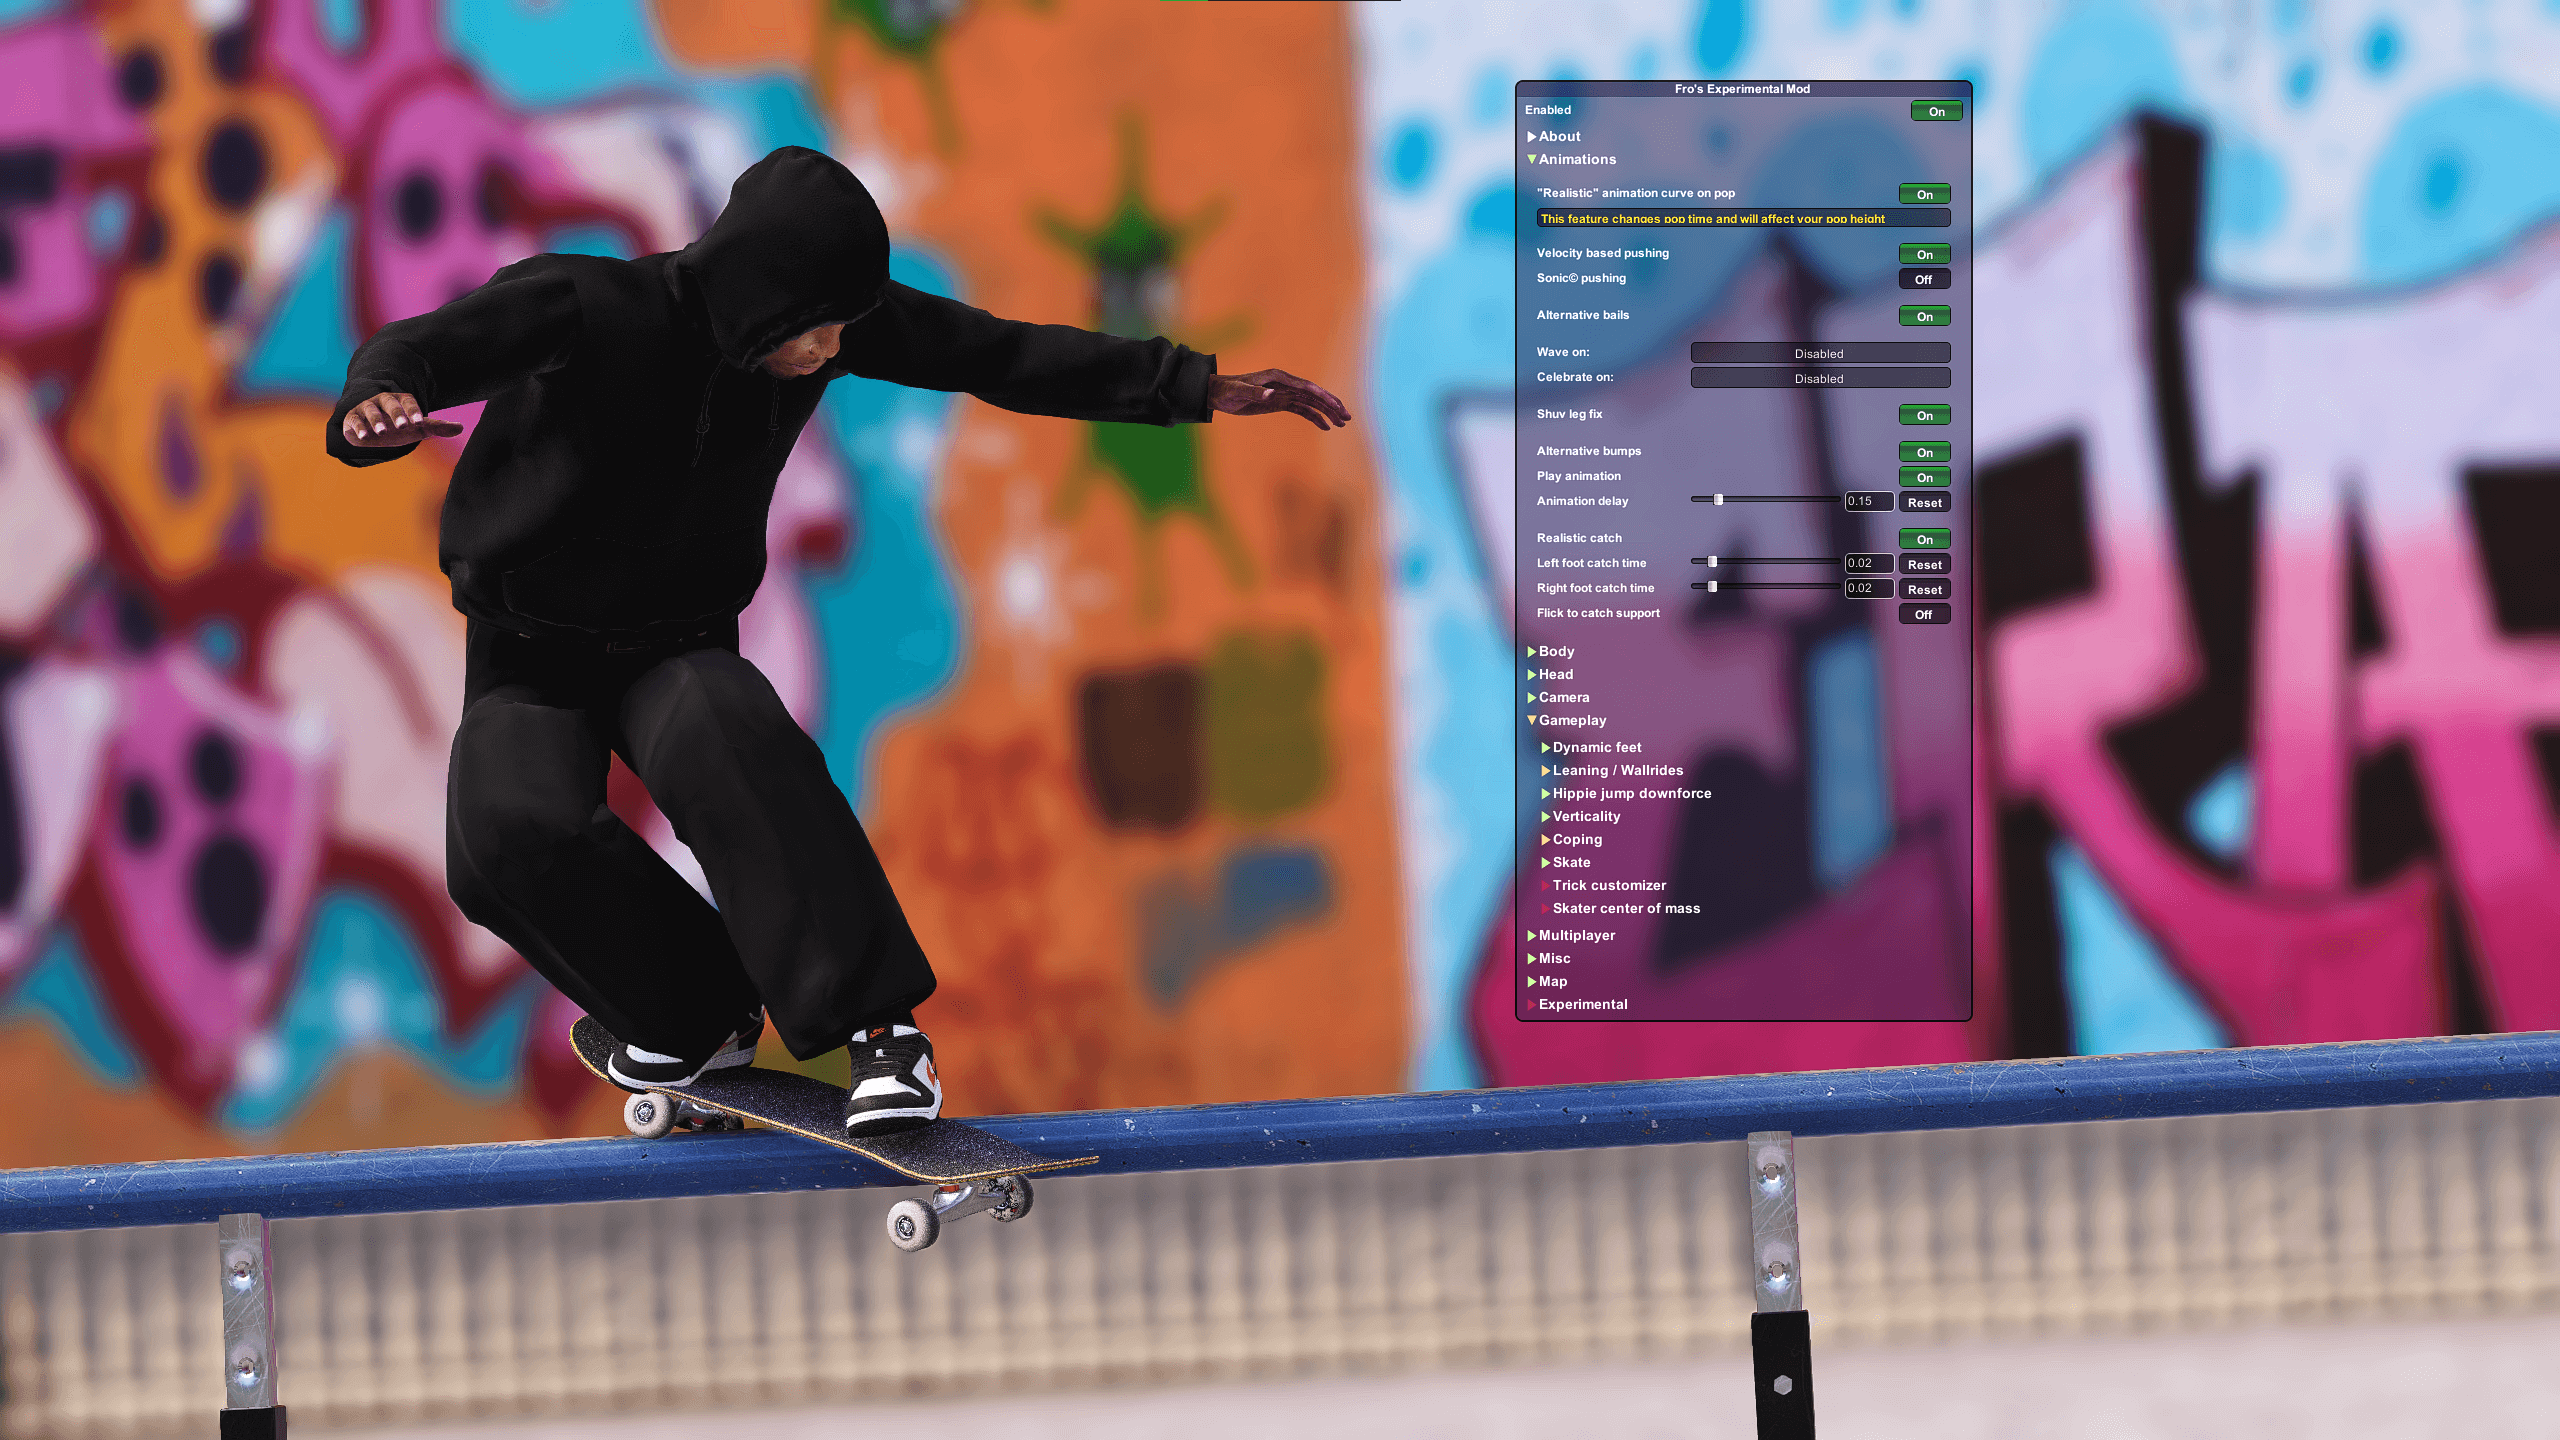 Fro's Experimental Mod
Enabled On
About
Animations
"Realistic" animation curve on pop On
This feature changes pop time and will affect your pop height
Velocity based pushing On
Sonic© pushing Off
Alternative bails On
Wave on: Disabled
Celebrate on: Disabled
Shuv leg fix On
Alternative bumps On
Play animation On
Animation delay 0.15 Reset
Realistic catch On
Left foot catch time 0.02 Reset
Right foot catch time 0.02 Reset
Flick to catch support Off
Body
Head
Camera
Gameplay
Dynamic feet
Leaning / Wallrides
Hippie jump downforce
Verticality
Coping
Skate
Trick customizer
Skater center of mass
Multiplayer
Misc
Map
Experimental